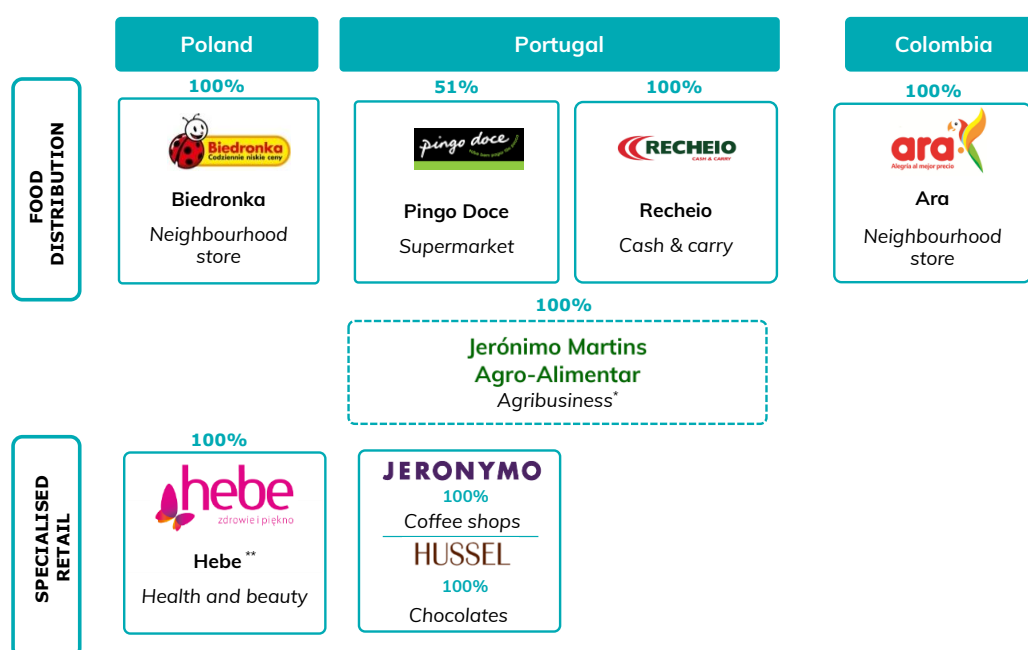 Poland
Portugal
Colombia
FOOD
DISTRIBUTION
100%
Biedronka
Codziennie niskie ceny
Biedronka
Neighbourhood
store
51%
pingo doce
Pingo Doce
Supermarket
100%
RECHEIO
CASH & CARRY
Recheio
Cash & carry
100%
ara
Alegría al mejor precio
Ara
Neighbourhood
store
100%
Jerónimo Martins
Agro-Alimentar
Agribusiness*
SPECIALISED
RETAIL
100%
hebe
zdrowie i piękno
Hebe **
Health and beauty
JERONYMO
100%
Coffee shops
HUSSEL
100%
Chocolates